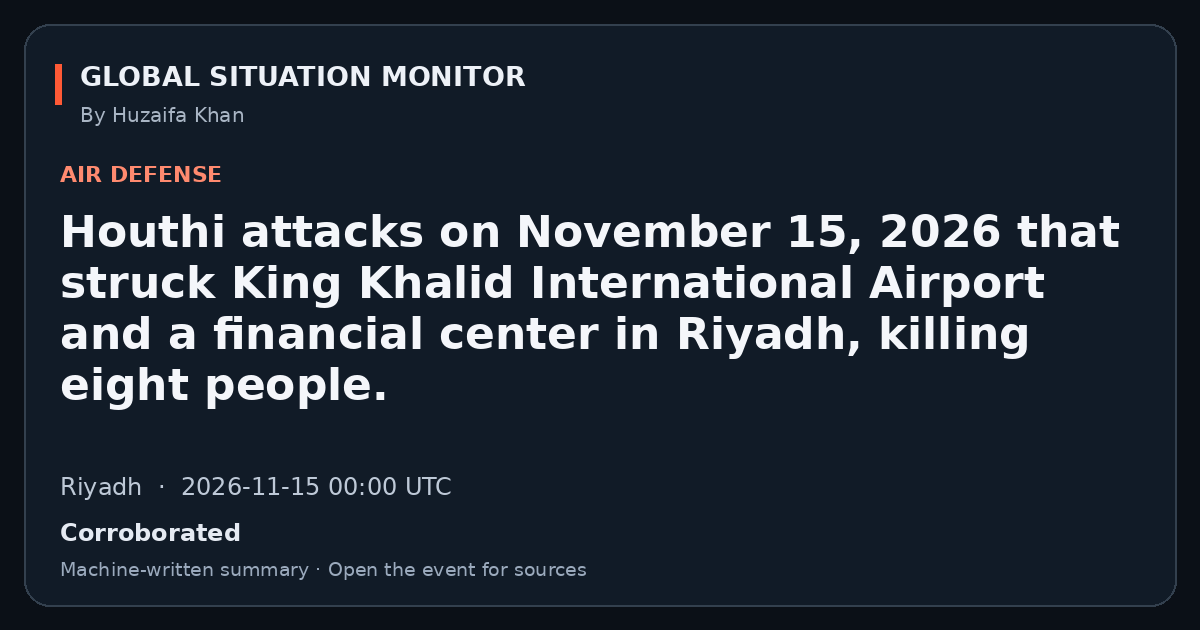 GLOBAL SITUATION MONITOR
By Huzaifa Khan
AIR DEFENSE
Houthi attacks on November 15, 2026 that
struck King Khalid International Airport
and a financial center in Riyadh, killing
eight people.
Riyadh · 2026-11-15 00:00 UTC
Corroborated
Machine-written summary · Open the event for sources